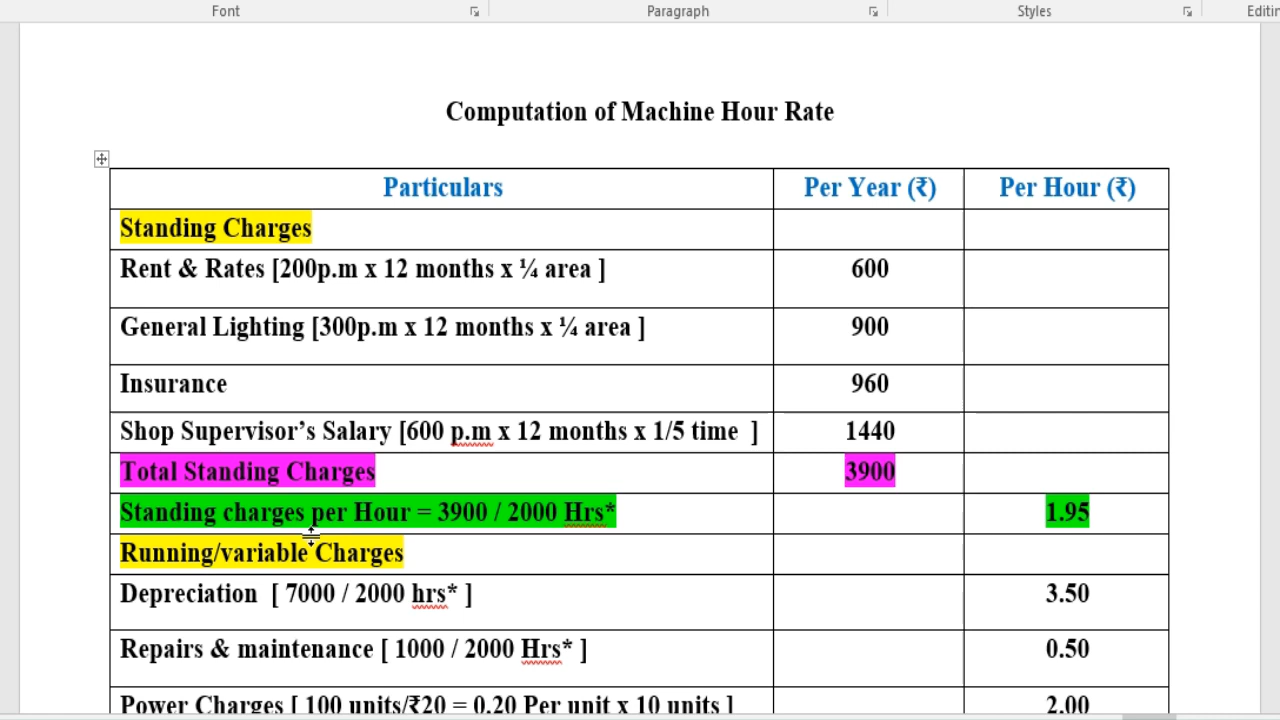 Font Paragraph Styles
Computation of Machine Hour Rate
Particulars Per Year (₹) Per Hour (₹)
Standing Charges
Rent & Rates [200p.m x 12 months x ¼ area ] 600
General Lighting [300p.m x 12 months x ¼ area ] 900
Insurance 960
Shop Supervisor’s Salary [600 p.m x 12 months x 1/5 time ] 1440
Total Standing Charges 3900
Standing charges per Hour = 3900 / 2000 Hrs* 1.95
Running/variable Charges
Depreciation [ 7000 / 2000 hrs* ] 3.50
Repairs & maintenance [ 1000 / 2000 Hrs* ] 0.50
Power Charges [ 100 units/₹20 = 0.20 Per unit x 10 units ] 2.00